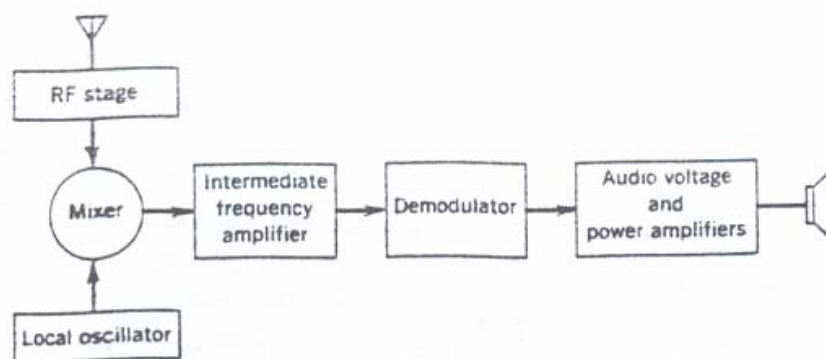 RF stage
Mixer
Intermediate
frequency
amplifier
Demodulator
Audio voltage
and
power amplifiers
Local oscillator